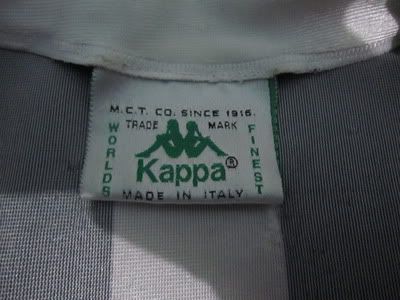 M.C.T. CO. SINCE 1916.
TRADE MARK
WORLDS
FINEST
Kappa®
MADE IN ITALY